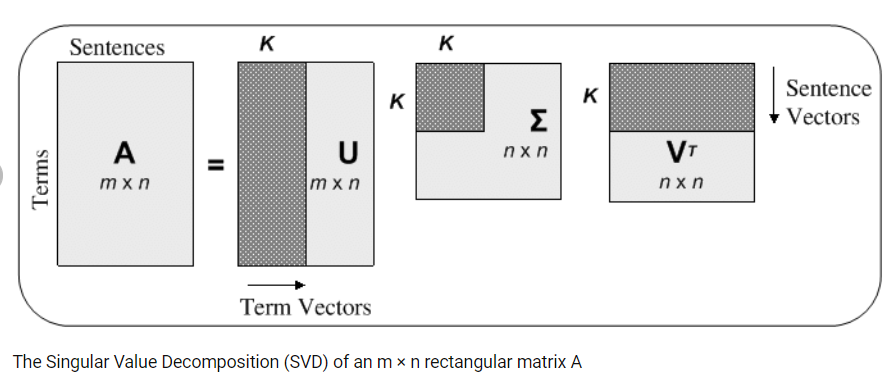 Sentences
K
K
K
K
Sentence
Vectors
Terms
A
m x n
=
U
m x n
Σ
n x n
VT
n x n
Term Vectors
The Singular Value Decomposition (SVD) of an m × n rectangular matrix A